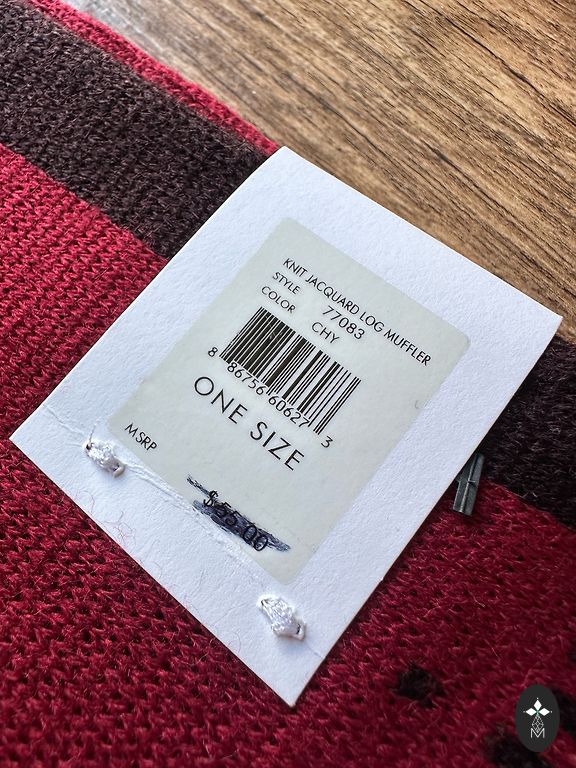 KNIT JACQUARD LOG MUFFLER
STYLE 77083
COLOR CHY
8 86756 60627 3
ONE SIZE
MSRP
M